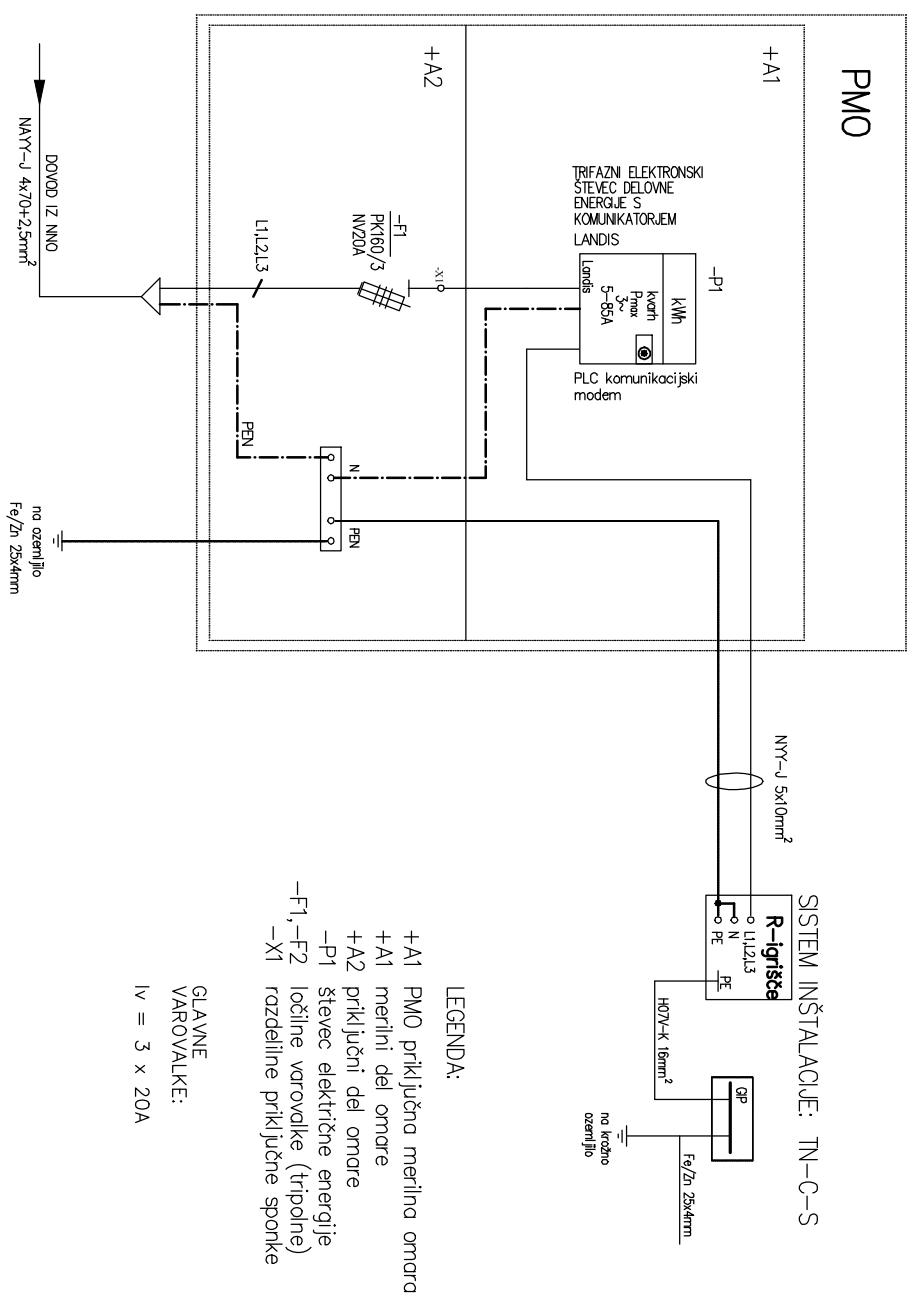 PMO
+A1
+A2
TRIFAZNI ELEKTRONSKI
ŠTEVEC DELOVNE
ENERGIJE S
KOMUNIKATORJEM
LANDIS
-P1
kWh
kvarh
Pmax
3~
5-85A
Landis
PLC komunikacijski
modem
-X1
-F1
PK160/3
NV20A
L1,L2,L3
DOVOD IZ NNO
NAYY-J 4x70+2,5mm²
PEN
N
PEN
na ozemljilo
Fe/Zn 25x4mm
NYY-J 5x10mm²
SISTEM INŠTALACIJE: TN-C-S
R-igrišče
L1,L2,L3
N
PE
PE
H07V-K 16mm²
GIP
na krožno
ozemljilo
Fe/Zn 25x4mm
LEGENDA:
+A1 PMO priključna merilna omara
+A1 merilni del omare
+A2 priključni del omare
-P1 števec električne energije
-F1,-F2 ločilne varovalke (tripolne)
-X1 razdelilne priključne sponke
GLAVNE
VAROVALKE:
Iv = 3 x 20A